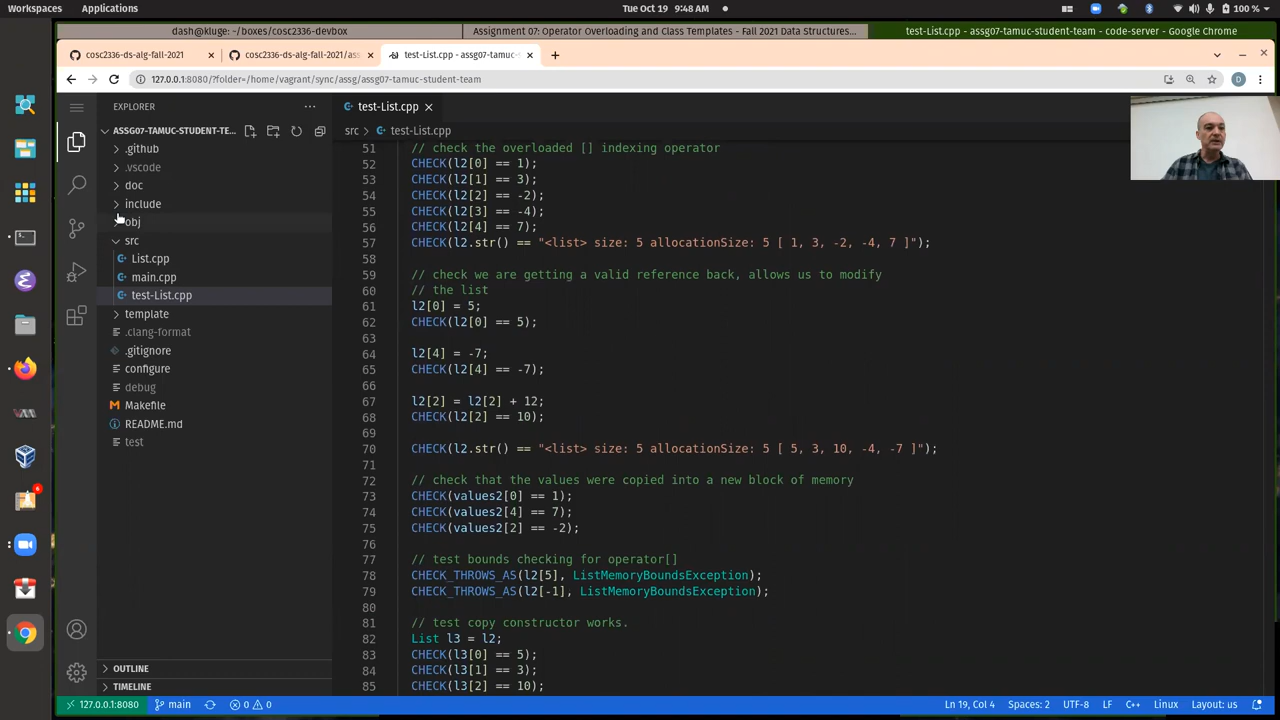 Workspaces Applications Tue Oct 19 9:48 AM 100 %
dash@kluge: ~/boxes/cosc2336-devbox Assignment 07: Operator Overloading and Class Templates - Fall 2021 Data Structures... test-List.cpp - assg07-tamuc-student-team - code-server - Google Chrome
cosc2336-ds-alg-fall-2021 cosc2336-ds-alg-fall-2021/ass test-List.cpp - assg07-tamuc-st
127.0.0.1:8080/?folder=/home/vagrant/sync/assg/assg07-tamuc-student-team D
EXPLORER
ASSG07-TAMUC-STUDENT-TE...
.github
.vscode
doc
include
obj
src
List.cpp
main.cpp
test-List.cpp
template
.clang-format
.gitignore
configure
debug
Makefile
README.md
test
OUTLINE
TIMELINE
6
test-List.cpp
src > test-List.cpp
51 // check the overloaded [] indexing operator
52 CHECK(l2[0] == 1);
53 CHECK(l2[1] == 3);
54 CHECK(l2[2] == -2);
55 CHECK(l2[3] == -4);
56 CHECK(l2[4] == 7);
57 CHECK(l2.str() == "<list> size: 5 allocationSize: 5 [ 1, 3, -2, -4, 7 ]");
58
59 // check we are getting a valid reference back, allows us to modify
60 // the list
61 l2[0] = 5;
62 CHECK(l2[0] == 5);
63
64 l2[4] = -7;
65 CHECK(l2[4] == -7);
66
67 l2[2] = l2[2] + 12;
68 CHECK(l2[2] == 10);
69
70 CHECK(l2.str() == "<list> size: 5 allocationSize: 5 [ 5, 3, 10, -4, -7 ]");
71
72 // check that the values were copied into a new block of memory
73 CHECK(values2[0] == 1);
74 CHECK(values2[4] == 7);
75 CHECK(values2[2] == -2);
76
77 // test bounds checking for operator[]
78 CHECK_THROWS_AS(l2[5], ListMemoryBoundsException);
79 CHECK_THROWS_AS(l2[-1], ListMemoryBoundsException);
80
81 // test copy constructor works.
82 List l3 = l2;
83 CHECK(l3[0] == 5);
84 CHECK(l3[1] == 3);
85 CHECK(l3[2] == 10);
127.0.0.1:8080 main 0 0 Ln 19, Col 4 Spaces: 2 UTF-8 LF C++ Linux Layout: us